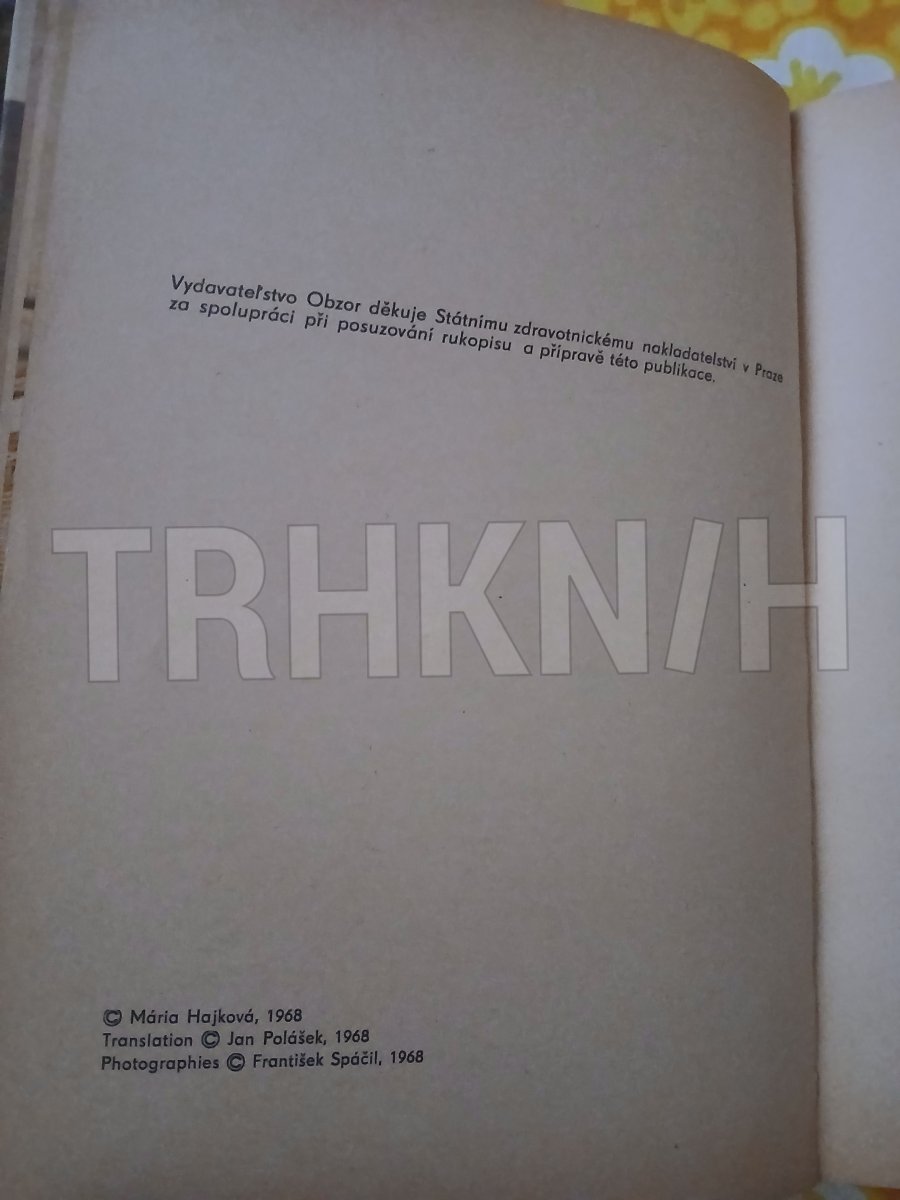 Vydavateľstvo Obzor děkuje Státnímu zdravotnickému nakladatelství v Praze
za spolupráci při posuzování rukopisu a přípravě této publikace.
TRHKN/H
© Mária Hajková, 1968
Translation © Jan Polášek, 1968
Photographies © František Spáčil, 1968